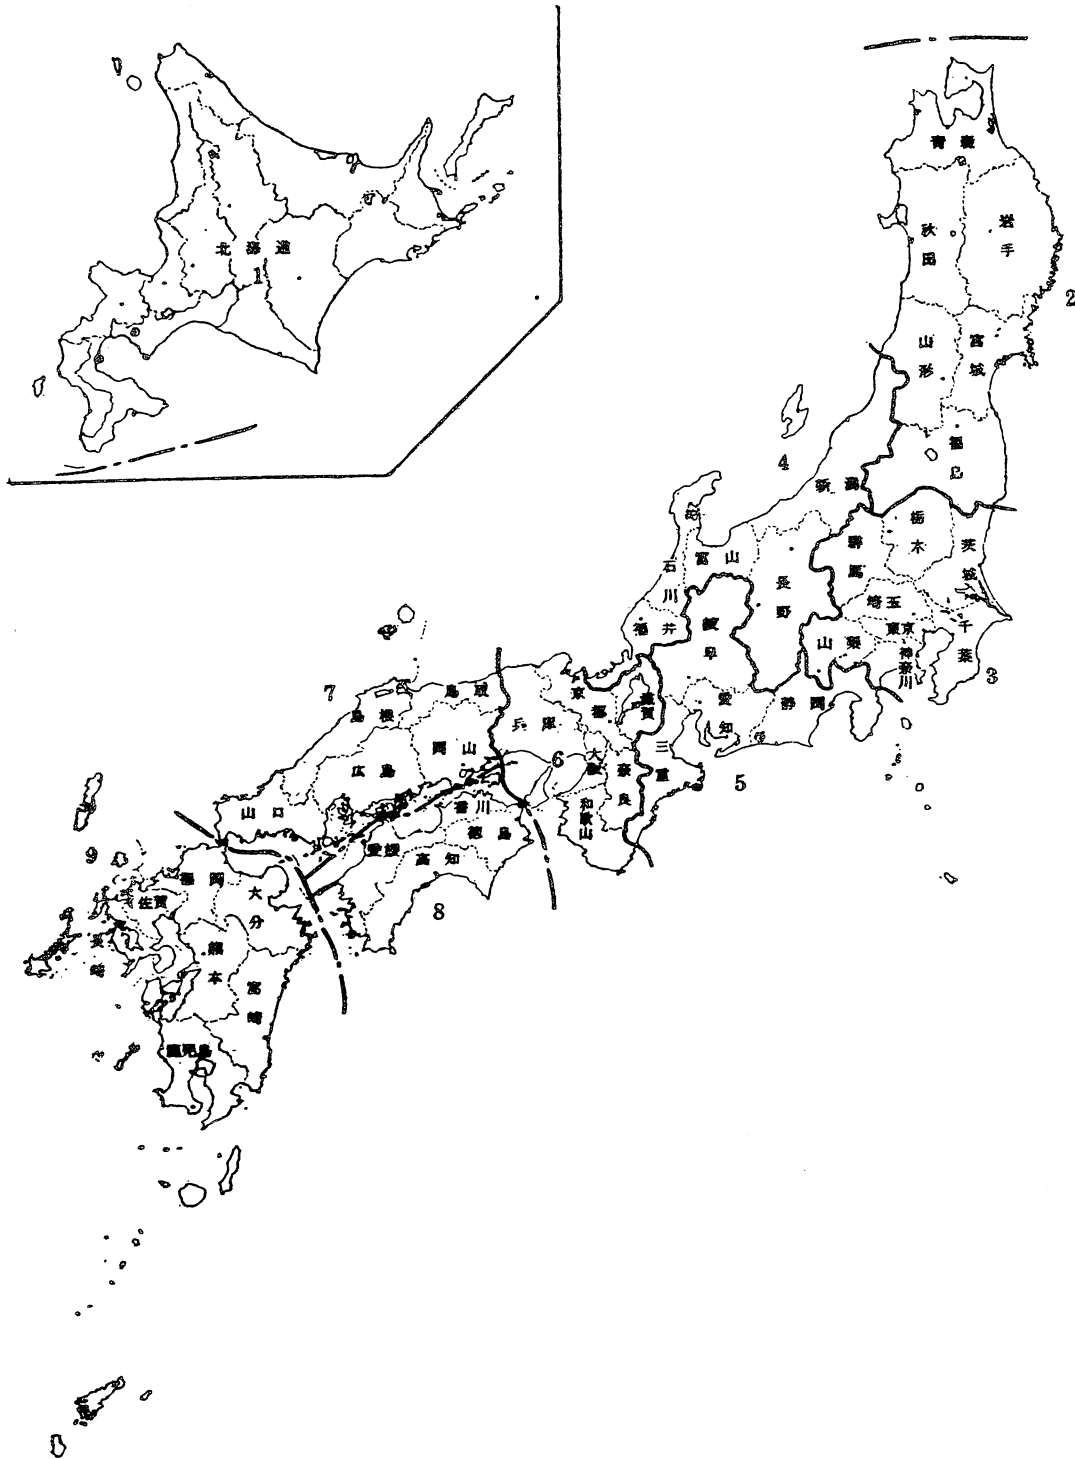 北海道
1
青森
秋田
岩手
2
山形
宮城
福島
4
新潟
栃木
群馬
茨城
石川
富山
長野
埼玉
千葉
福井
岐阜
山梨
東京
神奈川
3
7
鳥取
島根
京都
滋賀
愛知
静岡
兵庫
岡山
6
大阪
奈良
三重
5
広島
山口
香川
徳島
和歌山
愛媛
高知
8
9
福岡
大分
佐賀
長崎
熊本
宮崎
鹿児島